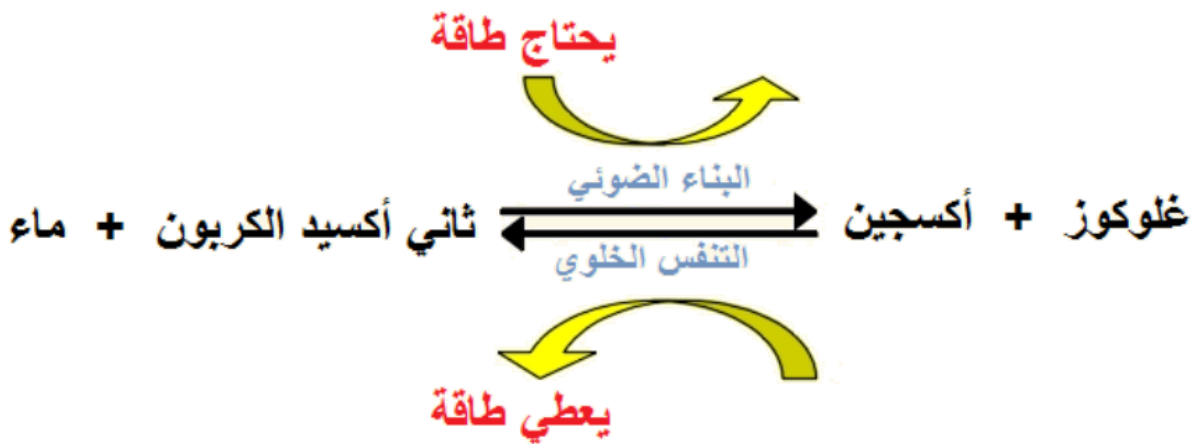 يحتاج طاقة
البناء الضوئي
غلوكوز + أكسجين
ثاني أكسيد الكربون + ماء
التنفس الخلوي
يعطي طاقة